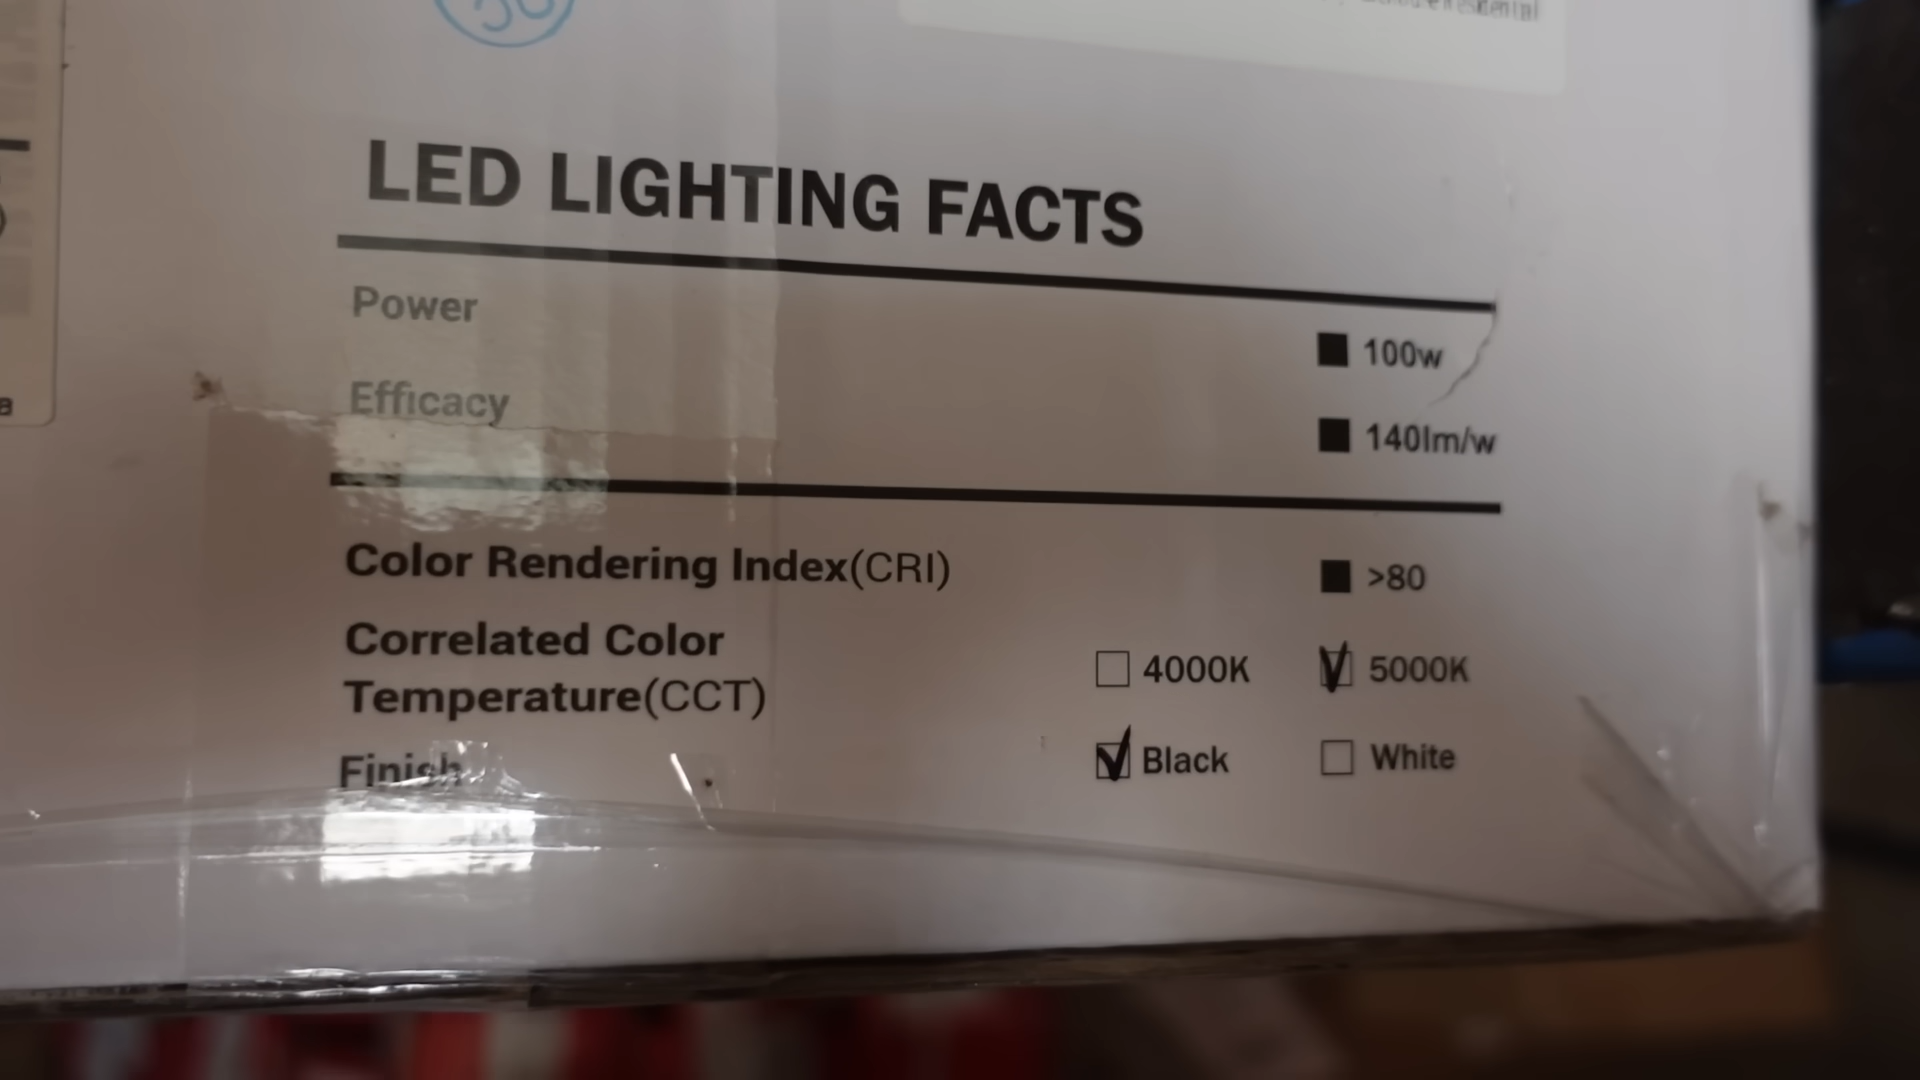 LED LIGHTING FACTS
Power
100w
Efficacy
140lm/w
Color Rendering Index(CRI)
>80
Correlated Color
Temperature(CCT)
4000K
5000K
Finish
Black
White